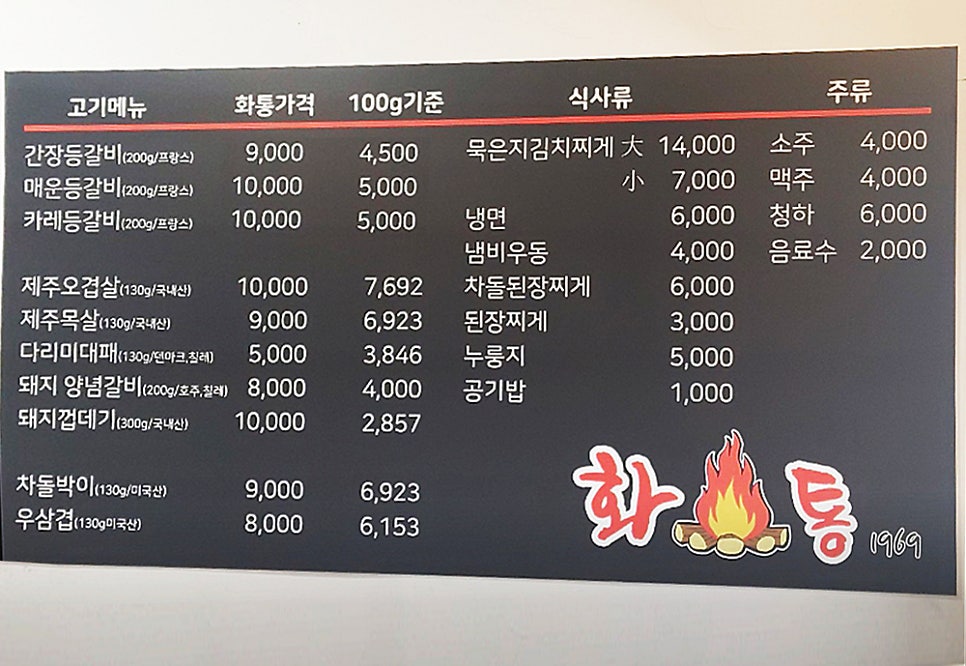 고기메뉴 화통가격 100g기준
간장등갈비(200g/프랑스) 9,000 4,500
매운등갈비(200g/프랑스) 10,000 5,000
카레등갈비(200g/프랑스) 10,000 5,000
제주오겹살(130g/국내산) 10,000 7,692
제주목살(130g/국내산) 9,000 6,923
다리미대패(130g/덴마크,칠레) 5,000 3,846
돼지 양념갈비(200g/호주,칠레) 8,000 4,000
돼지껍데기(300g/국내산) 10,000 2,857
차돌박이(130g/미국산) 9,000 6,923
우삼겹(130g미국산) 8,000 6,153
식사류
묵은지김치찌게 大 14,000
小 7,000
냉면 6,000
냄비우동 4,000
차돌된장찌게 6,000
된장찌게 3,000
누룽지 5,000
공기밥 1,000
주류
소주 4,000
맥주 4,000
청하 6,000
음료수 2,000
화통 1969